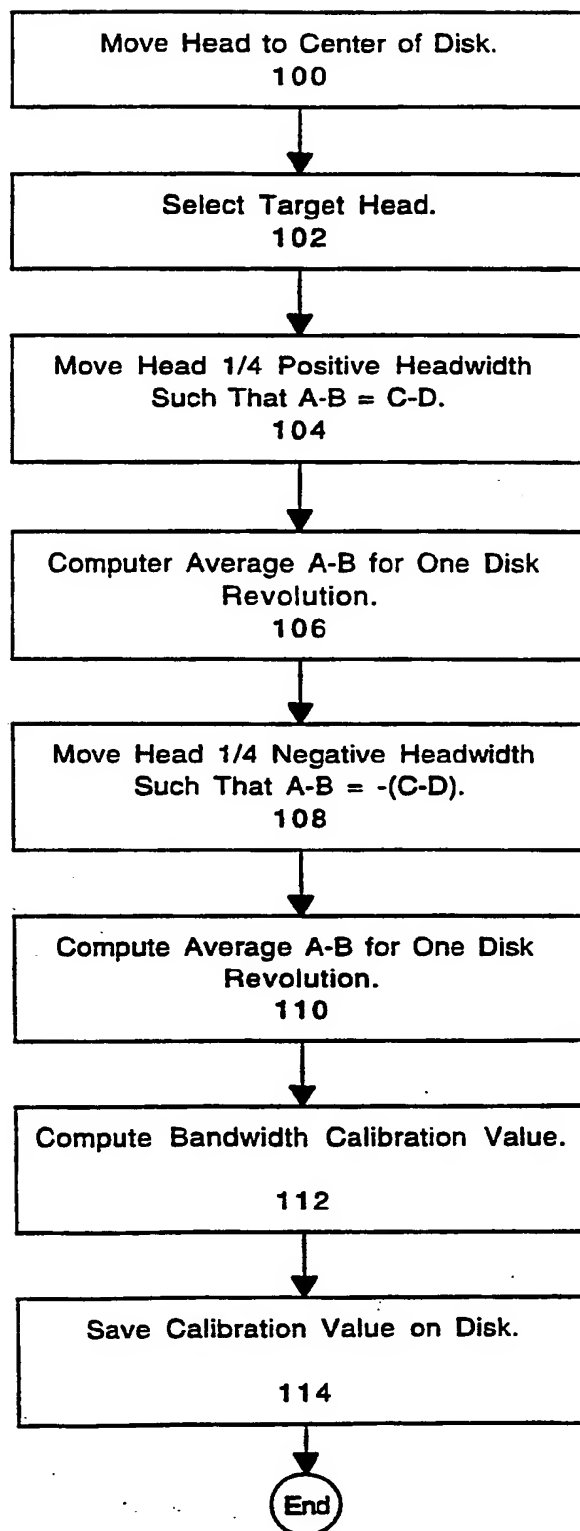 Move Head to Center of Disk.
100
Select Target Head.
102
Move Head 1/4 Positive Headwidth
Such That A-B = C-D.
104
Computer Average A-B for One Disk
Revolution.
106
Move Head 1/4 Negative Headwidth
Such That A-B = -(C-D).
108
Compute Average A-B for One Disk
Revolution.
110
Compute Bandwidth Calibration Value.
112
Save Calibration Value on Disk.
114
End